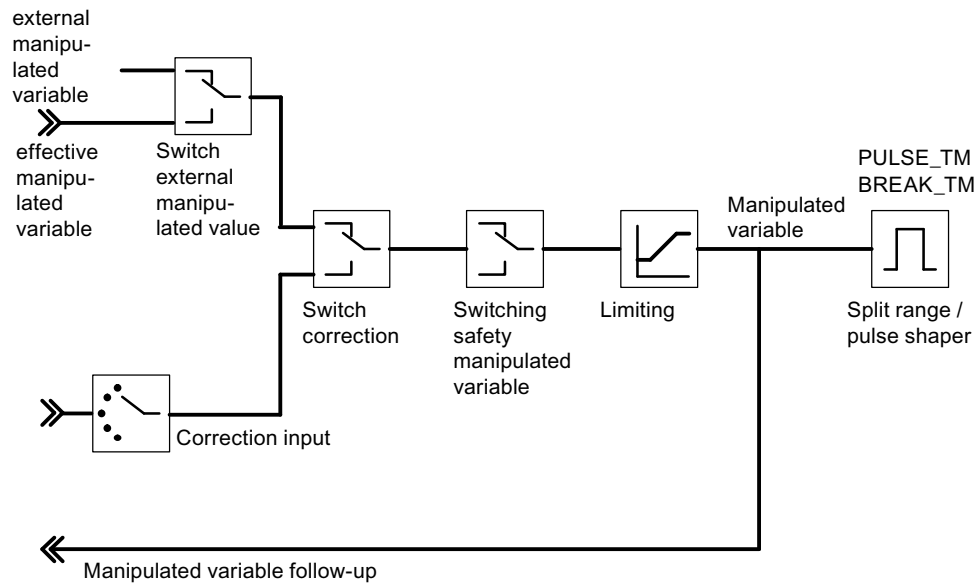 external
manipu-
lated
variable
effective
manipu-
lated
variable
Switch
external
manipu-
lated value
Switch
correction
Switching
safety
manipulated
variable
Limiting
Manipulated
variable
PULSE_TM
BREAK_TM
Split range /
pulse shaper
Correction input
Manipulated variable follow-up